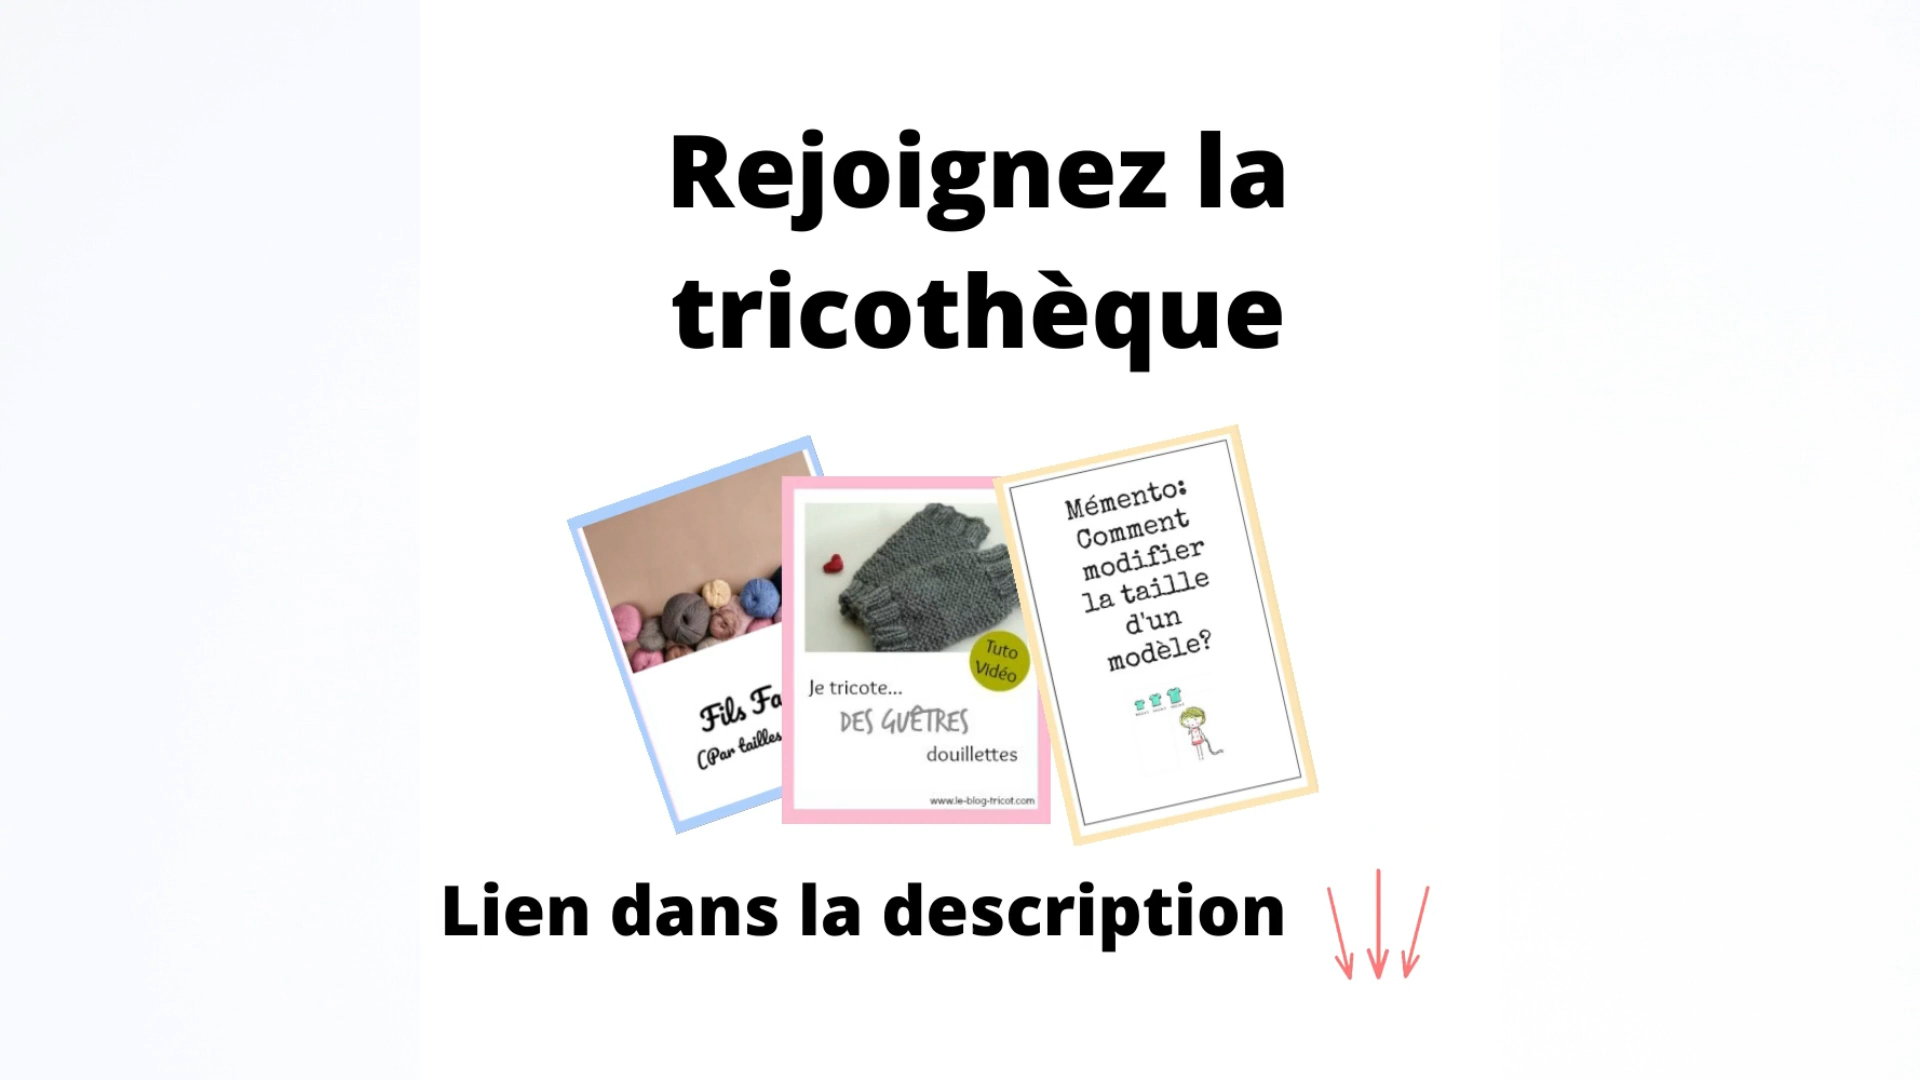 Rejoignez la
tricothèque
Fils
(Par tailles
Je tricote...
DES GUÊTRES
douillettes
Tuto
Vidéo
www.le-blog-tricot.com
Mémento:
Comment
modifier
la taille
d'un
modèle?
Lien dans la description